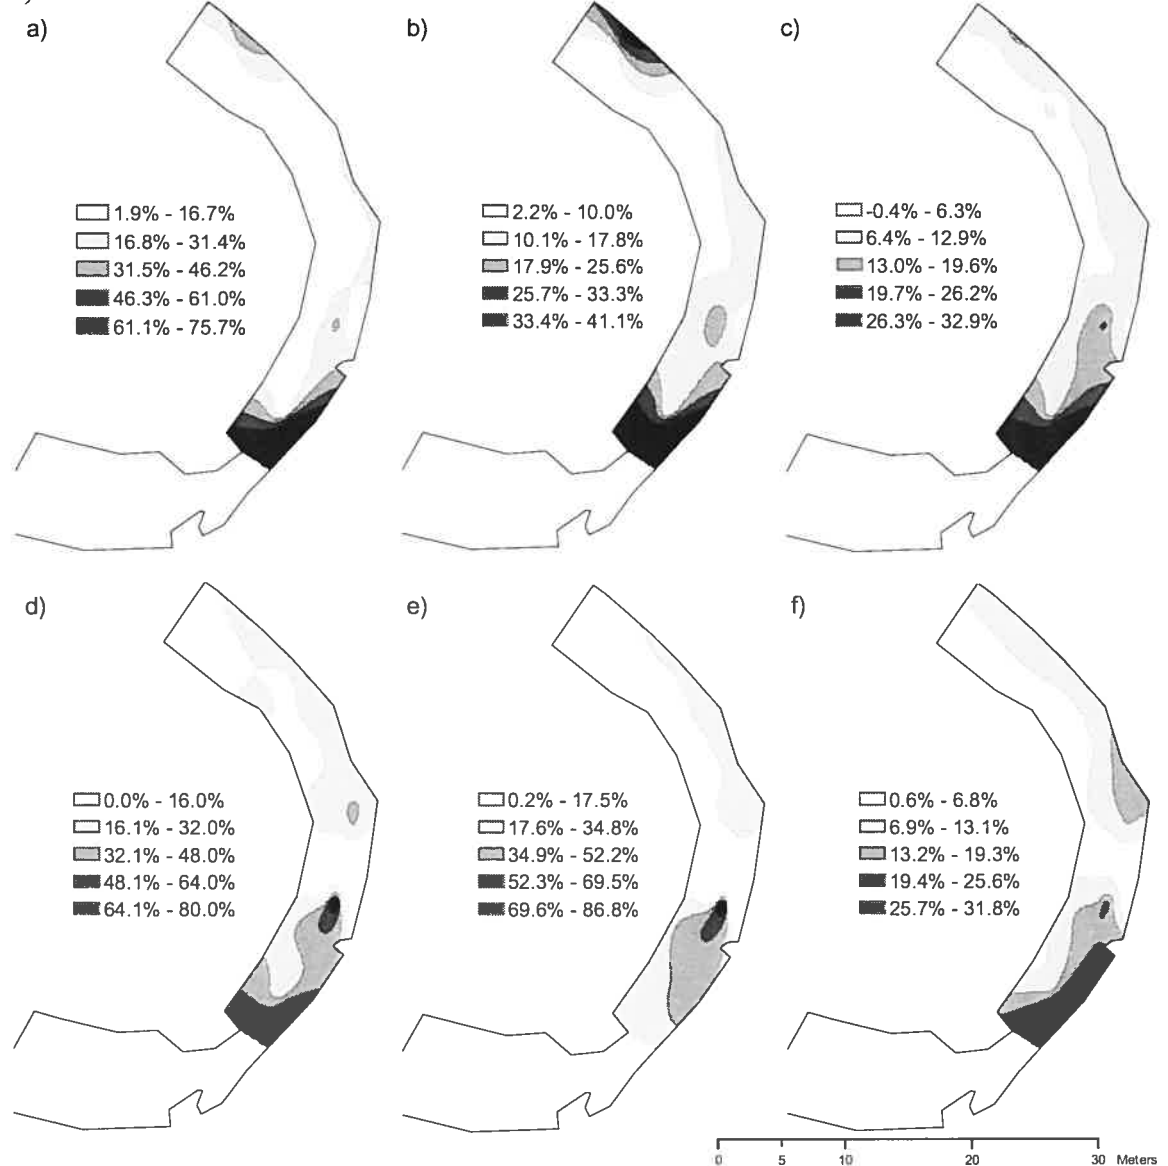 a)
1.9% - 16.7%
16.8% - 31.4%
31.5% - 46.2%
46.3% - 61.0%
61.1% - 75.7%
b)
2.2% - 10.0%
10.1% - 17.8%
17.9% - 25.6%
25.7% - 33.3%
33.4% - 41.1%
c)
-0.4% - 6.3%
6.4% - 12.9%
13.0% - 19.6%
19.7% - 26.2%
26.3% - 32.9%
d)
0.0% - 16.0%
16.1% - 32.0%
32.1% - 48.0%
48.1% - 64.0%
64.1% - 80.0%
e)
0.2% - 17.5%
17.6% - 34.8%
34.9% - 52.2%
52.3% - 69.5%
69.6% - 86.8%
f)
0.6% - 6.8%
6.9% - 13.1%
13.2% - 19.3%
19.4% - 25.6%
25.7% - 31.8%
0 5 10 20 30 Meters